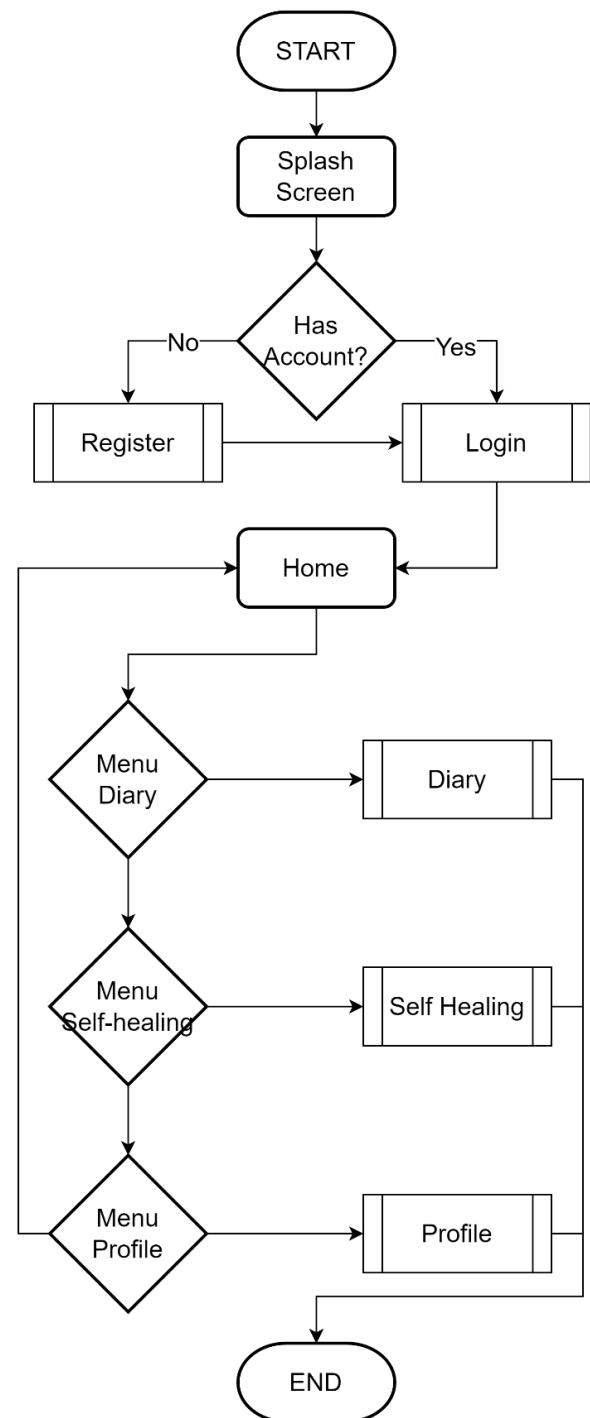 START
Splash
Screen
Has
Account?
No
Yes
Register
Login
Home
Menu
Diary
Diary
Menu
Self-healing
Self Healing
Menu
Profile
Profile
END